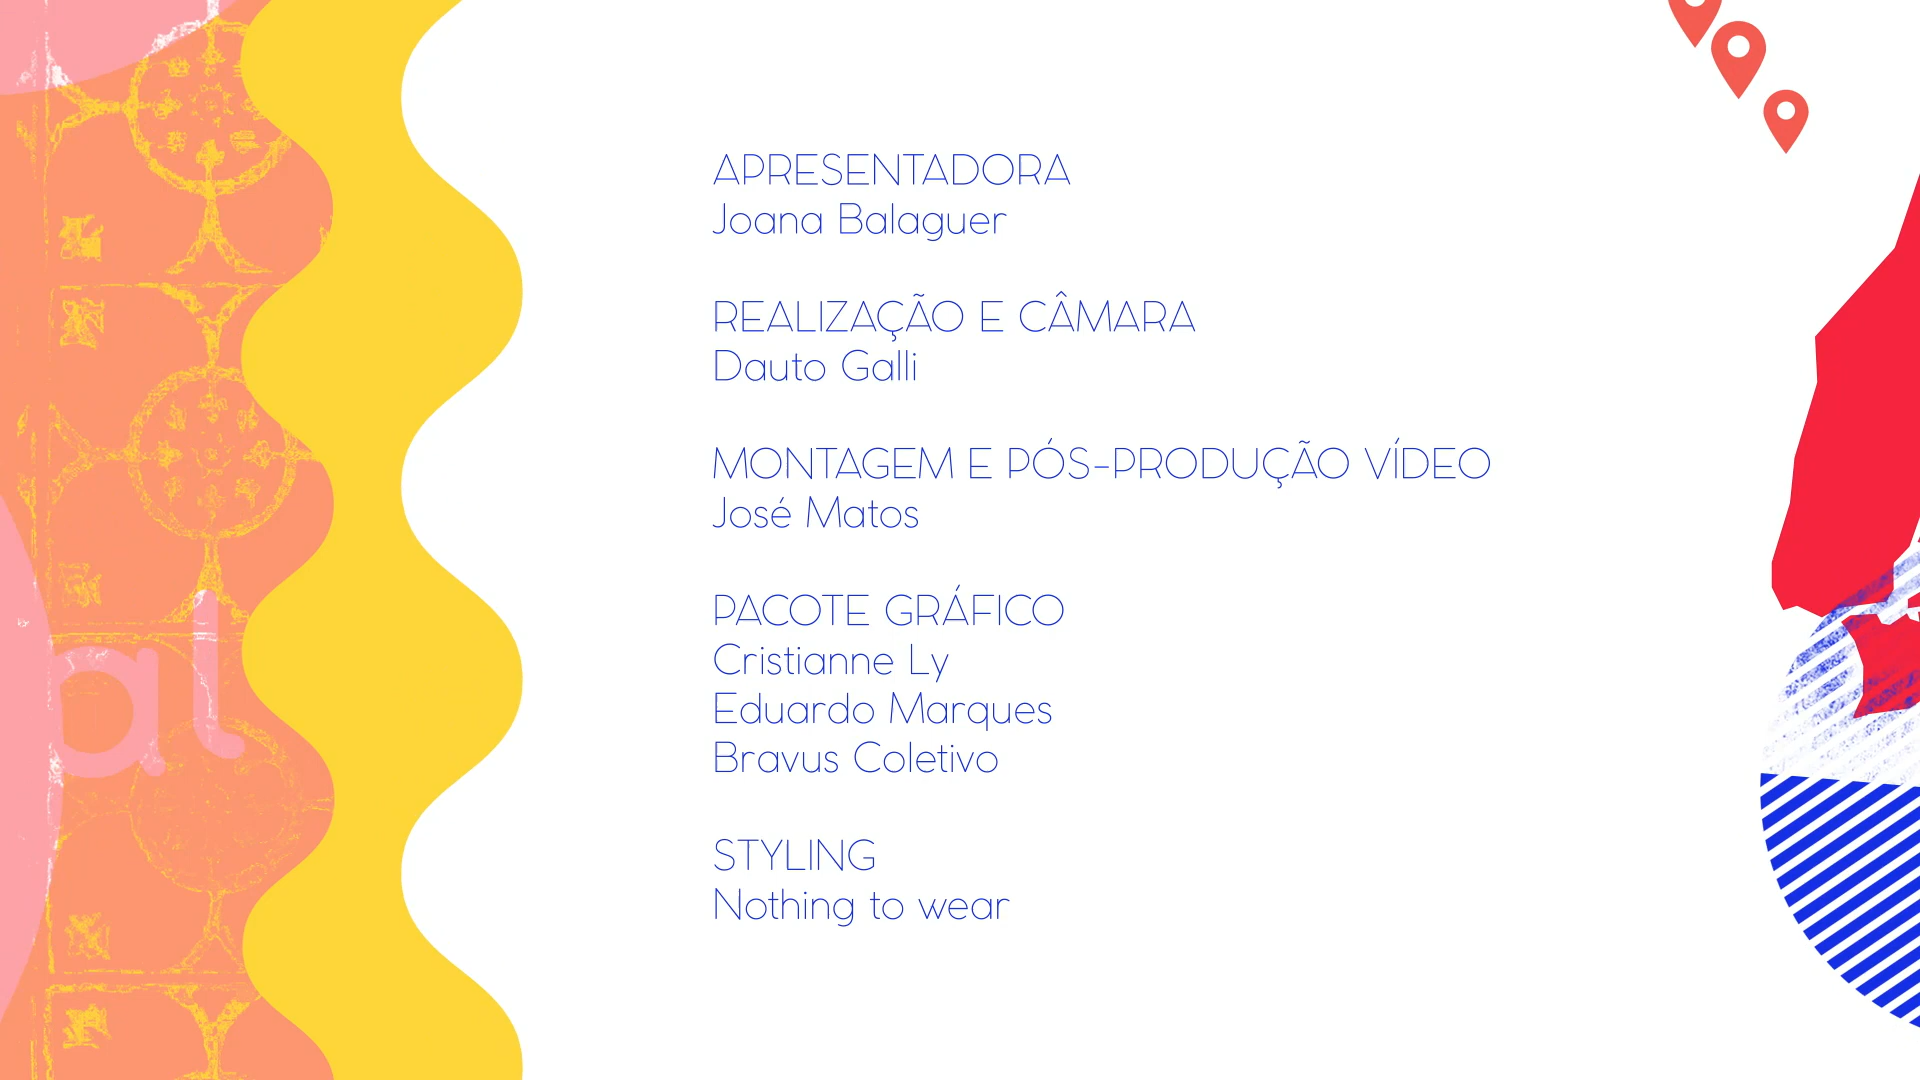 APRESENTADORA
Joana Balaguer
REALIZAÇÃO E CÂMARA
Dauto Galli
MONTAGEM E PÓS-PRODUÇÃO VÍDEO
José Matos
PACOTE GRÁFICO
Cristianne Ly
Eduardo Marques
Bravus Coletivo
STYLING
Nothing to wear
al